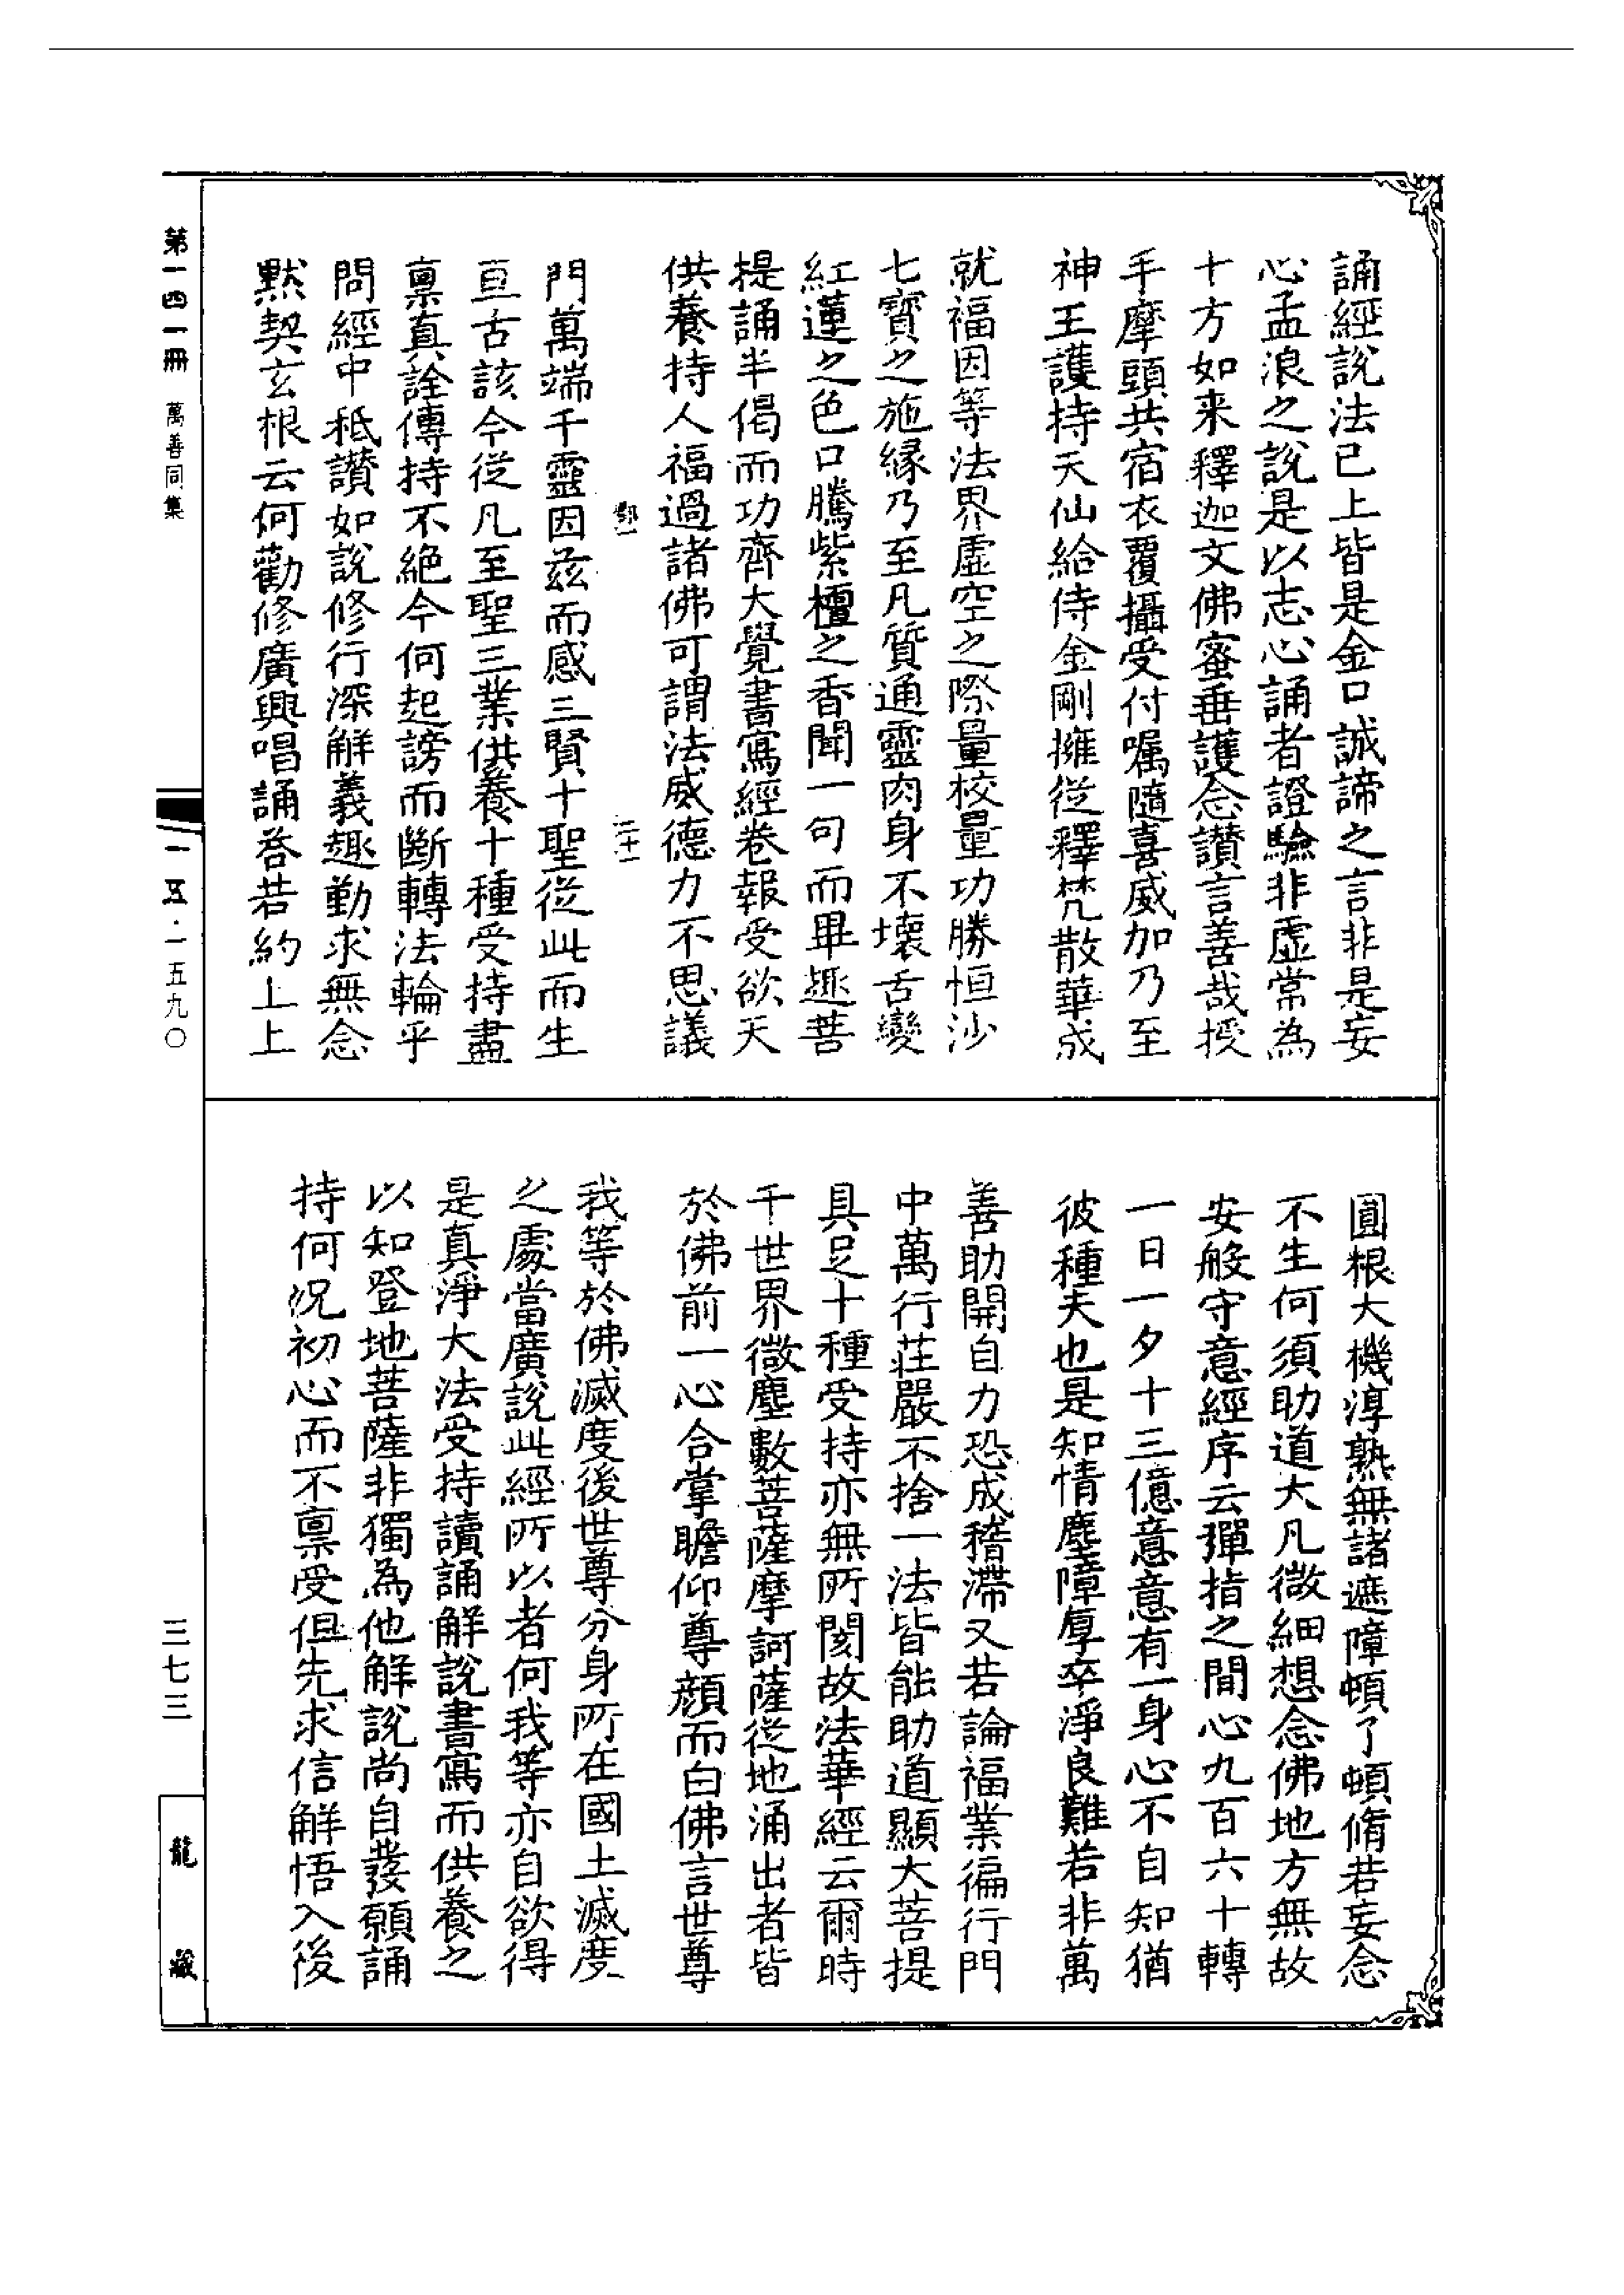 誦經說法已上皆是金口誠諦之言非是妄
心孟浪之說是以志心誦者證驗非虛常為
十方如来釋迦文佛蜜垂護念讃言善哉授
手摩頭共宿衣覆攝受付嘱隨喜威加乃至
神王護持天仙給侍金剛擁從釋梵散華成
就福因等法界虛空之際量校量功勝恒沙
七寳之施縁乃至凡質通靈肉身不壞舌變
紅蓮之色口騰紫檀之香聞一句而畢趣菩
提誦半偈而功齊大覺書寫經卷報受欲天
供養持人福過諸佛可謂法威德力不思議
二十一
門萬端千靈因茲而感三賢十聖從此而生
亘古該今從凡至聖三業供養十種受持盡
稟真詮傳持不絶今何起謗而斷轉法輪乎
問經中秪讃如說修行深解義趣勤求無念
默契玄根云何勸修廣興唱誦荅若約上上
圓根大機淳熟無諸遮障頓了頓脩若妄念
不生何須助道大凡微細想念佛地方無故
安般守意經序云彈指之間心九百六十轉
一日一夕十三億意意有一身心不自知猶
彼種夫也是知情塵障厚卒淨良難若非萬
善助開自力恐成稽滯又若論福業徧行門
中萬行莊嚴不捨一法皆能助道顯大菩提
具足十種受持亦無所閡故法華經云爾時
千世界微塵數菩薩摩訶薩從地涌出者皆
於佛前一心合掌瞻仰尊顏而白佛言世尊
我等於佛滅度後世尊分身所在國土滅度
之處當廣說此經所以者何我等亦自欲得
是真淨大法受持讀誦解說書寫而供養之
以知登地菩薩非獨為他解說尚自發願誦
持何況初心而不稟受但先求信解悟入後
第一四一冊 萬善同集
一五·一五九〇
三七三
龍藏